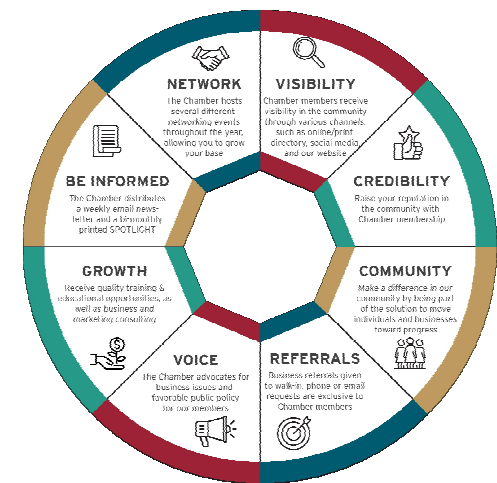 NETWORK
The Chamber hosts
several different
networking events
throughout the year,
allowing you to grow
your base
VISIBILITY
Chamber members receive
visibility in the community
through various channels,
such as online/print
directory, social media,
and our website
CREDIBILITY
Raise your reputation in
the community with
Chamber membership
COMMUNITY
Make a difference in our
community by being part
of the solution to move
individuals and businesses
toward progress
REFERRALS
Business referrals given
to walk-in, phone or email
requests are exclusive to
Chamber members
VOICE
The Chamber advocates for
business issues and
favorable public policy
for our members
GROWTH
Receive quality training &
educational opportunities, as
well as business and
marketing consulting
BE INFORMED
The Chamber distributes
a weekly email news-
letter and a bi-monthly
printed SPOTLIGHT